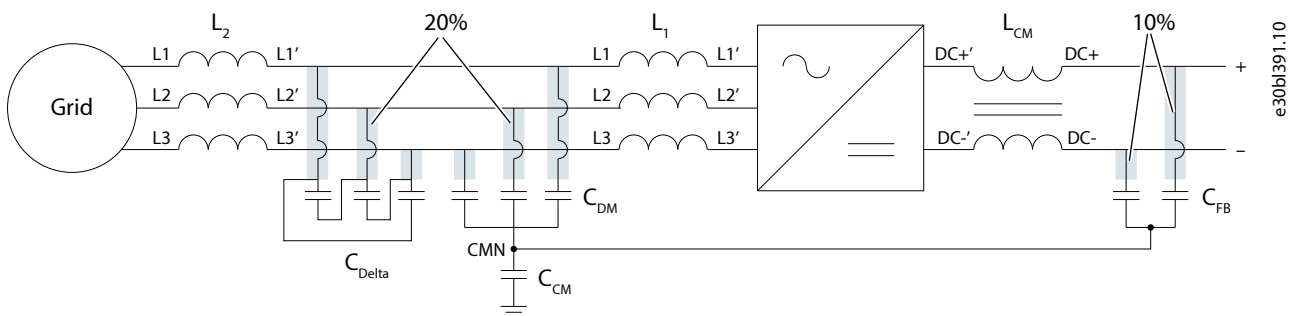 L2 20% L1 LCM 10%
L1 L1′ L1 L1′ DC+′ DC+ +
Grid L2 L2′ L2 L2′
L3 L3′ L3 L3′ DC-′ DC- –
CDM CFB
CMN
CDelta CCM
e30bl391.10